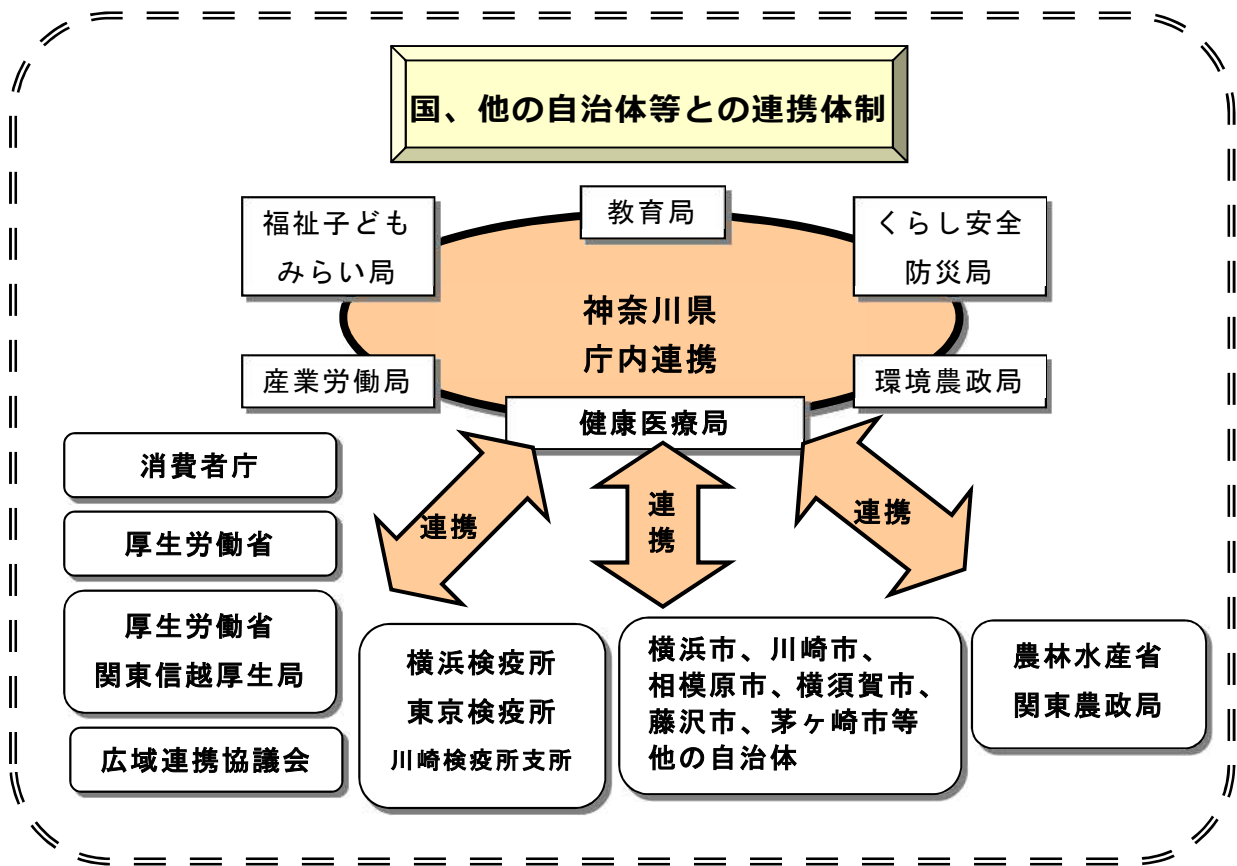 国、他の自治体等との連携体制
福祉子ども
みらい局
教育局
くらし安全
防災局
神奈川県
庁内連携
産業労働局
環境農政局
健康医療局
連携
連
携
連携
消費者庁
厚生労働省
厚生労働省
関東信越厚生局
広域連携協議会
横浜検疫所
東京検疫所
川崎検疫所支所
横浜市、川崎市、
相模原市、横須賀市、
藤沢市、茅ヶ崎市等
他の自治体
農林水産省
関東農政局